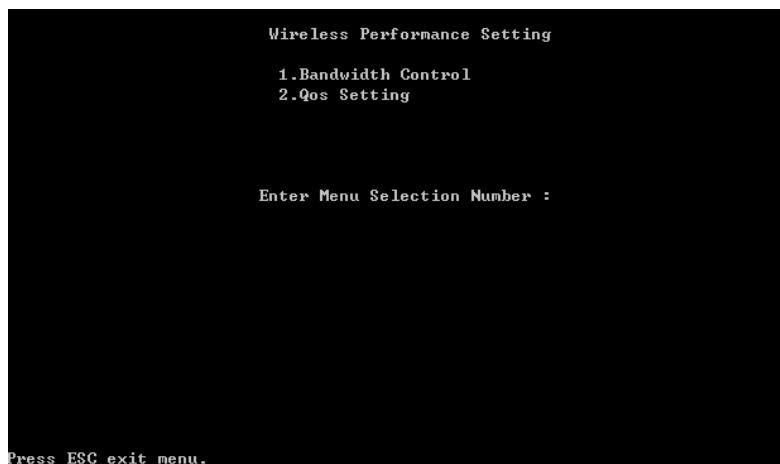 Wireless Performance Setting
1.Bandwidth Control
2.Qos Setting
Enter Menu Selection Number :
Press ESC exit menu.